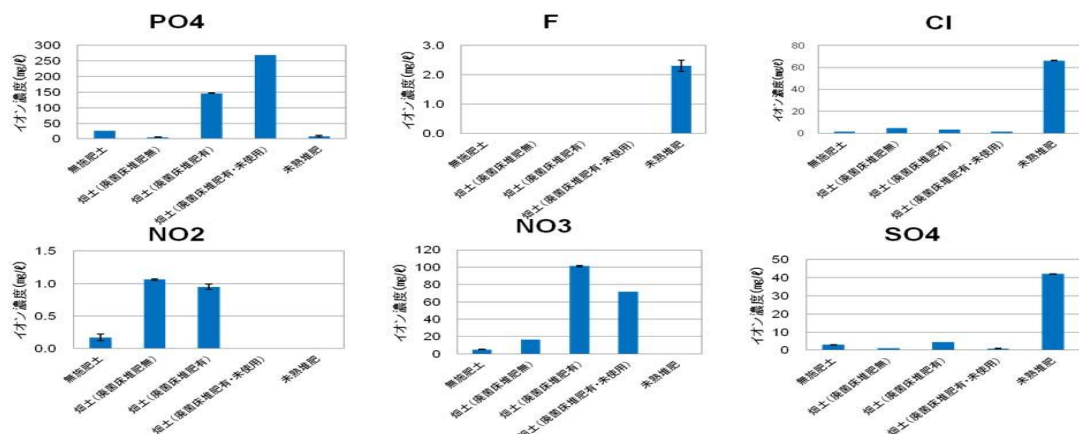 PO4
イオン濃度(mg/ℓ)
300
250
200
150
100
50
0
無施肥土
畑土(廃菌床堆肥無)
畑土(廃菌床堆肥有)
畑土(廃菌床堆肥有・未使用)
未熟堆肥
F
イオン濃度(mg/ℓ)
3.0
2.0
1.0
0.0
無施肥土
畑土(廃菌床堆肥無)
畑土(廃菌床堆肥有)
畑土(廃菌床堆肥有・未使用)
未熟堆肥
Cl
イオン濃度(mg/ℓ)
80
60
40
20
0
無施肥土
畑土(廃菌床堆肥無)
畑土(廃菌床堆肥有)
畑土(廃菌床堆肥有・未使用)
未熟堆肥
NO2
イオン濃度(mg/ℓ)
1.5
1.0
0.5
0.0
無施肥土
畑土(廃菌床堆肥無)
畑土(廃菌床堆肥有)
畑土(廃菌床堆肥有・未使用)
未熟堆肥
NO3
イオン濃度(mg/ℓ)
120
100
80
60
40
20
0
無施肥土
畑土(廃菌床堆肥無)
畑土(廃菌床堆肥有)
畑土(廃菌床堆肥有・未使用)
未熟堆肥
SO4
イオン濃度(mg/ℓ)
50
40
30
20
10
0
無施肥土
畑土(廃菌床堆肥無)
畑土(廃菌床堆肥有)
畑土(廃菌床堆肥有・未使用)
未熟堆肥